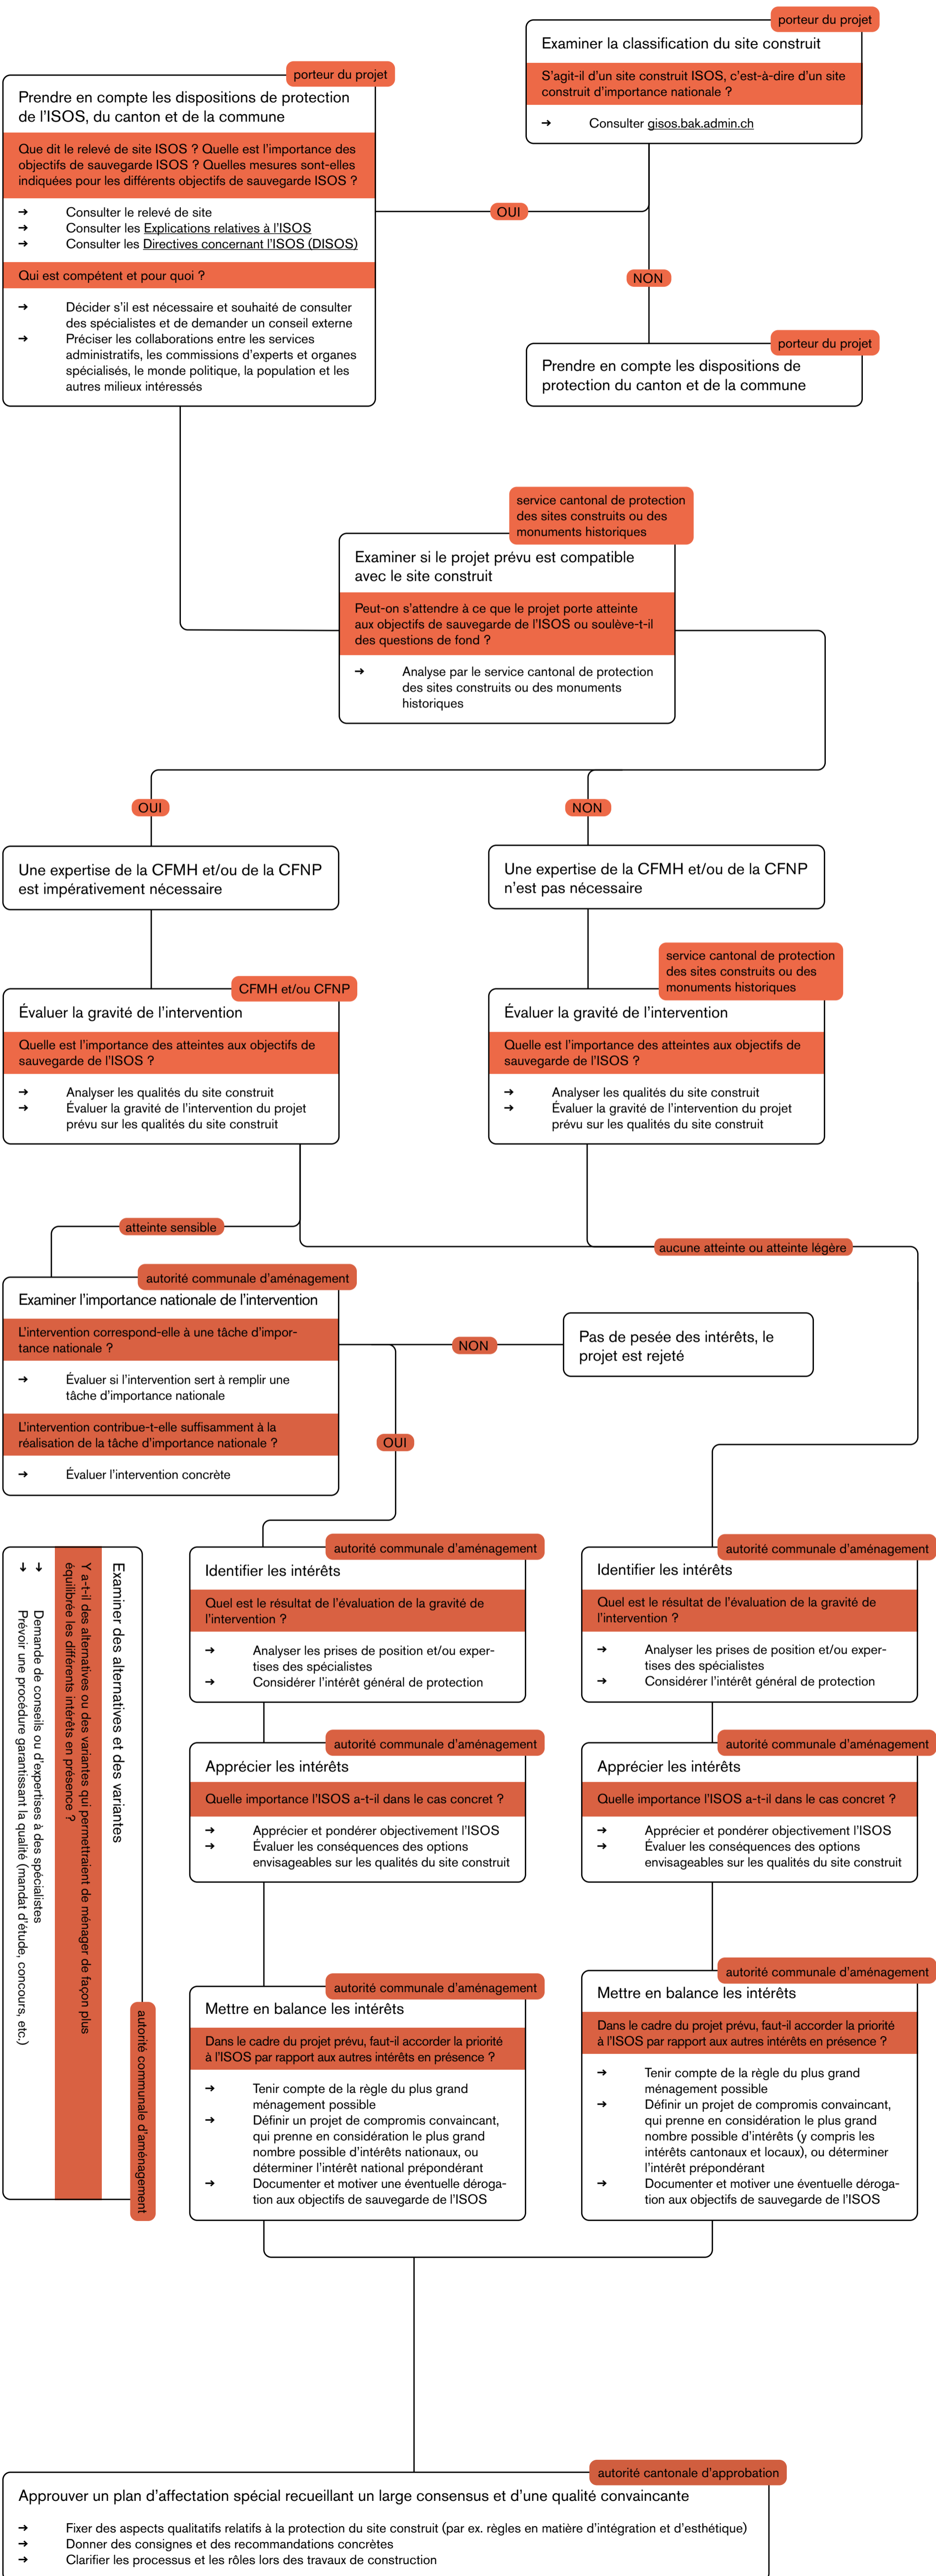 porteur du projet
Examiner la classification du site construit
S'agit-il d'un site construit ISOS, c'est-à-dire d'un site
construit d'importance nationale ?
→ Consulter gisos.bak.admin.ch
porteur du projet
Prendre en compte les dispositions de protection
de l'ISOS, du canton et de la commune
Que dit le relevé de site ISOS ? Quelle est l'importance des
objectifs de sauvegarde ISOS ? Quelles mesures sont-elles
indiquées pour les différents objectifs de sauvegarde ISOS ?
→ Consulter le relevé de site
→ Consulter les Explications relatives à l'ISOS
→ Consulter les Directives concernant l'ISOS (DISOS)
Qui est compétent et pour quoi ?
→ Décider s'il est nécessaire et souhaité de consulter
des spécialistes et de demander un conseil externe
→ Préciser les collaborations entre les services
administratifs, les commissions d'experts et organes
spécialisés, le monde politique, la population et les
autres milieux intéressés
OUI
NON
porteur du projet
Prendre en compte les dispositions de
protection du canton et de la commune
service cantonal de protection
des sites construits ou des
monuments historiques
Examiner si le projet prévu est compatible
avec le site construit
Peut-on s'attendre à ce que le projet porte atteinte
aux objectifs de sauvegarde de l'ISOS ou soulève-t-il
des questions de fond ?
→ Analyse par le service cantonal de protection
des sites construits ou des monuments
historiques
OUI
NON
Une expertise de la CFMH et/ou de la CFNP
est impérativement nécessaire
Une expertise de la CFMH et/ou de la CFNP
n'est pas nécessaire
CFMH et/ou CFNP
Évaluer la gravité de l'intervention
Quelle est l'importance des atteintes aux objectifs de
sauvegarde de l'ISOS ?
→ Analyser les qualités du site construit
→ Évaluer la gravité de l'intervention du projet
prévu sur les qualités du site construit
service cantonal de protection
des sites construits ou des
monuments historiques
Évaluer la gravité de l'intervention
Quelle est l'importance des atteintes aux objectifs de
sauvegarde de l'ISOS ?
→ Analyser les qualités du site construit
→ Évaluer la gravité de l'intervention du projet
prévu sur les qualités du site construit
atteinte sensible
aucune atteinte ou atteinte légère
autorité communale d'aménagement
Examiner l'importance nationale de l'intervention
L'intervention correspond-elle à une tâche d'impor-
tance nationale ?
→ Évaluer si l'intervention sert à remplir une
tâche d'importance nationale
L'intervention contribue-t-elle suffisamment à la
réalisation de la tâche d'importance nationale ?
→ Évaluer l'intervention concrète
NON
Pas de pesée des intérêts, le
projet est rejeté
OUI
autorité communale d'aménagement
Examiner des alternatives et des variantes
Y a-t-il des alternatives ou des variantes qui permettraient de ménager de façon plus
équilibrée les différents intérêts en présence ?
→ Demande de conseils ou d'expertises à des spécialistes
→ Prévoir une procédure garantissant la qualité (mandat d'étude, concours, etc.)
autorité communale d'aménagement
Identifier les intérêts
Quel est le résultat de l'évaluation de la gravité de
l'intervention ?
→ Analyser les prises de position et/ou exper-
tises des spécialistes
→ Considérer l'intérêt général de protection
autorité communale d'aménagement
Apprécier les intérêts
Quelle importance l'ISOS a-t-il dans le cas concret ?
→ Apprécier et pondérer objectivement l'ISOS
→ Évaluer les conséquences des options
envisageables sur les qualités du site construit
autorité communale d'aménagement
Mettre en balance les intérêts
Dans le cadre du projet prévu, faut-il accorder la priorité
à l'ISOS par rapport aux autres intérêts en présence ?
→ Tenir compte de la règle du plus grand
ménagement possible
→ Définir un projet de compromis convaincant,
qui prenne en considération le plus grand
nombre possible d'intérêts nationaux, ou
déterminer l'intérêt national prépondérant
→ Documenter et motiver une éventuelle déroga-
tion aux objectifs de sauvegarde de l'ISOS
autorité communale d'aménagement
Identifier les intérêts
Quel est le résultat de l'évaluation de la gravité de
l'intervention ?
→ Analyser les prises de position et/ou exper-
tises des spécialistes
→ Considérer l'intérêt général de protection
autorité communale d'aménagement
Apprécier les intérêts
Quelle importance l'ISOS a-t-il dans le cas concret ?
→ Apprécier et pondérer objectivement l'ISOS
→ Évaluer les conséquences des options
envisageables sur les qualités du site construit
autorité communale d'aménagement
Mettre en balance les intérêts
Dans le cadre du projet prévu, faut-il accorder la priorité
à l'ISOS par rapport aux autres intérêts en présence ?
→ Tenir compte de la règle du plus grand
ménagement possible
→ Définir un projet de compromis convaincant,
qui prenne en considération le plus grand
nombre possible d'intérêts (y compris les
intérêts cantonaux et locaux), ou déterminer
l'intérêt prépondérant
→ Documenter et motiver une éventuelle déroga-
tion aux objectifs de sauvegarde de l'ISOS
autorité cantonale d'approbation
Approuver un plan d'affectation spécial recueillant un large consensus et d'une qualité convaincante
→ Fixer des aspects qualitatifs relatifs à la protection du site construit (par ex. règles en matière d'intégration et d'esthétique)
→ Donner des consignes et des recommandations concrètes
→ Clarifier les processus et les rôles lors des travaux de construction